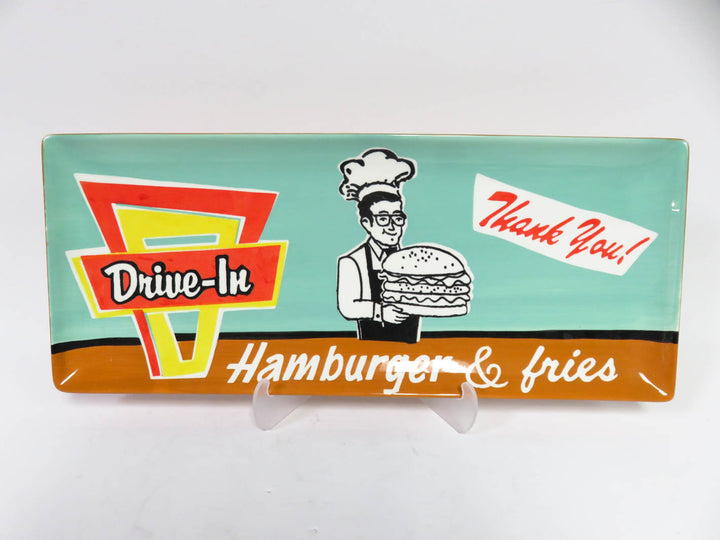 Drive-In
Thank You!
Hamburger & fries